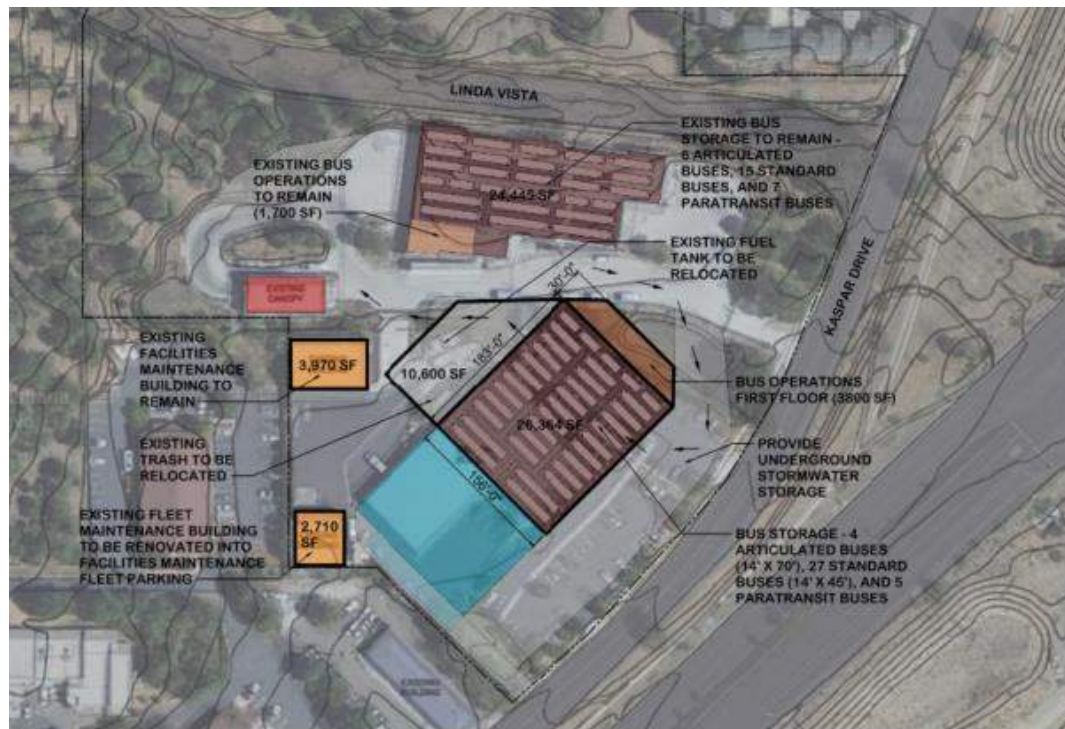 LINDA VISTA
EXISTING BUS
STORAGE TO REMAIN -
6 ARTICULATED
BUSES, 15 STANDARD
BUSES, AND 7
PARATRANSIT BUSES
EXISTING BUS
OPERATIONS
TO REMAIN
(1,700 SF)
24,445 SF
EXISTING FUEL
TANK TO BE
RELOCATED
KASPAR DRIVE
EXISTING
CANOPY
30'-0"
183'-0"
EXISTING
FACILITIES
MAINTENANCE
BUILDING TO
REMAIN
3,970 SF
10,600 SF
BUS OPERATIONS
FIRST FLOOR (3800 SF)
26,364 SF
EXISTING
TRASH TO BE
RELOCATED
156'-0"
PROVIDE
UNDERGROUND
STORMWATER
STORAGE
EXISTING FLEET
MAINTENANCE BUILDING
TO BE RENOVATED INTO
FACILITIES MAINTENANCE
FLEET PARKING
2,710
SF
BUS STORAGE - 4
ARTICULATED BUSES
(14' X 70'), 27 STANDARD
BUSES (14' X 45'), AND 5
PARATRANSIT BUSES
EXISTING
BUILDING